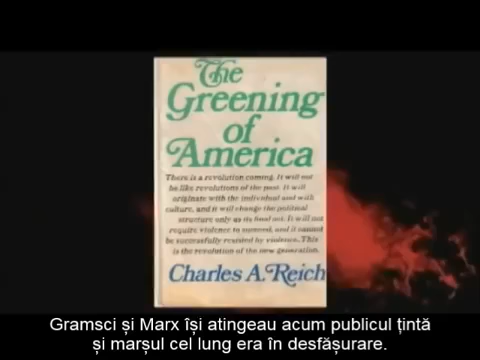 The
Greening
of
America
There is a revolution coming. It will not
be like revolutions of the past. It will
originate with the individual and with
culture, and it will change the political
structure only as its final act. It will not
require violence to succeed, and it cannot
be successfully resisted by violence. This
is the revolution of the new generation.
Charles A. Reich
Gramsci și Marx își atingeau acum publicul țintă
și marșul cel lung era în desfășurare.